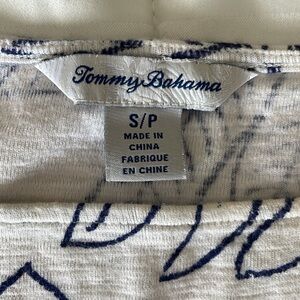 Tommy Bahama
S/P
MADE IN
CHINA
FABRIQUE
EN CHINE